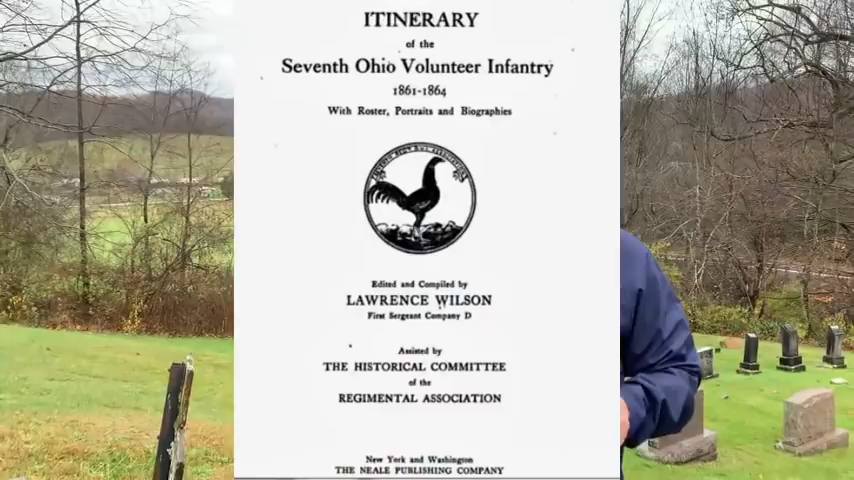 ITINERARY
of the
Seventh Ohio Volunteer Infantry
1861-1864
With Roster, Portraits and Biographies
Edited and Compiled by
LAWRENCE WILSON
First Sergeant Company D
Assisted by
THE HISTORICAL COMMITTEE
of the
REGIMENTAL ASSOCIATION
New York and Washington
THE NEALE PUBLISHING COMPANY